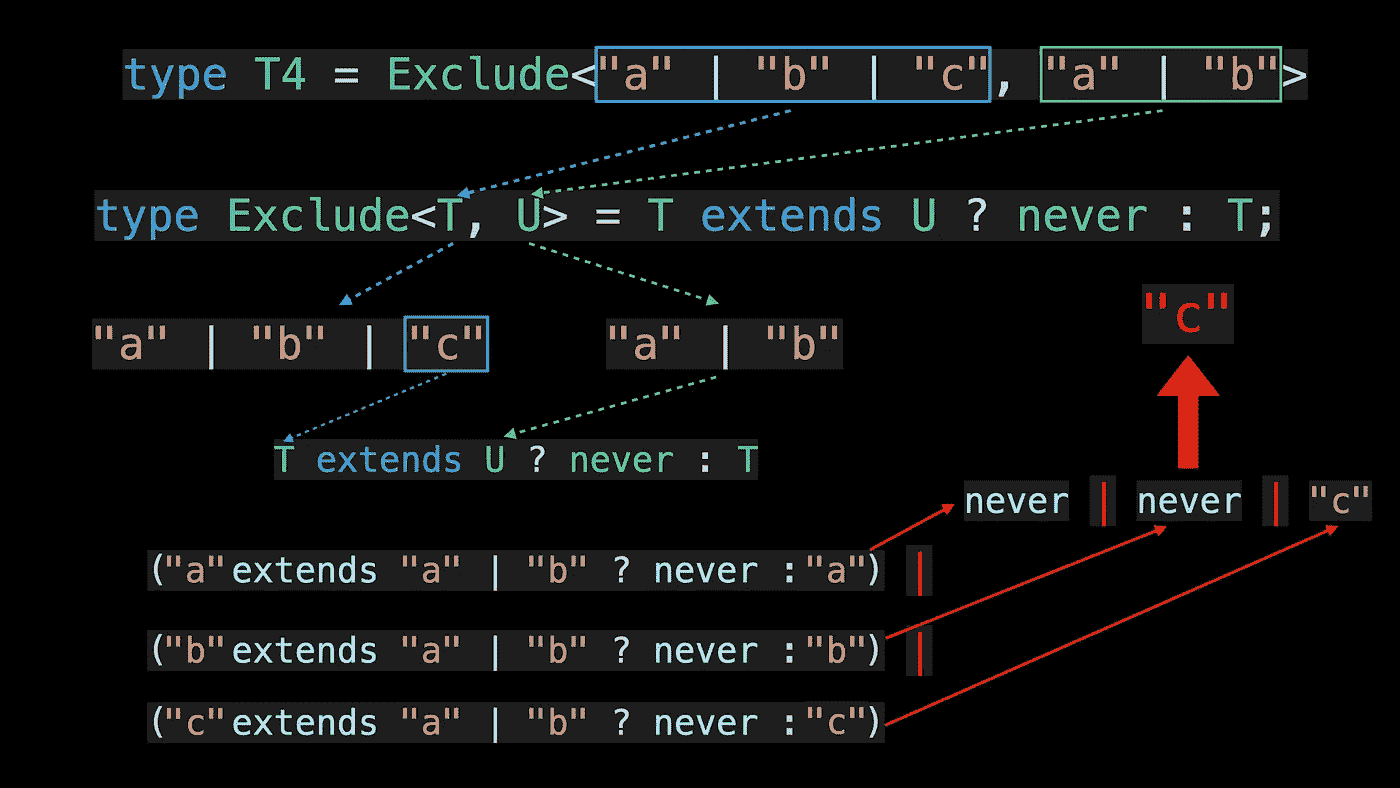 type T4 = Exclude<"a" | "b" | "c", "a" | "b">
type Exclude<T, U> = T extends U ? never : T;
"c"
"a" | "b" | "c"
"a" | "b"
T extends U ? never : T
never | never | "c"
("a"extends "a" | "b" ? never :"a") |
("b"extends "a" | "b" ? never :"b") |
("c"extends "a" | "b" ? never :"c")